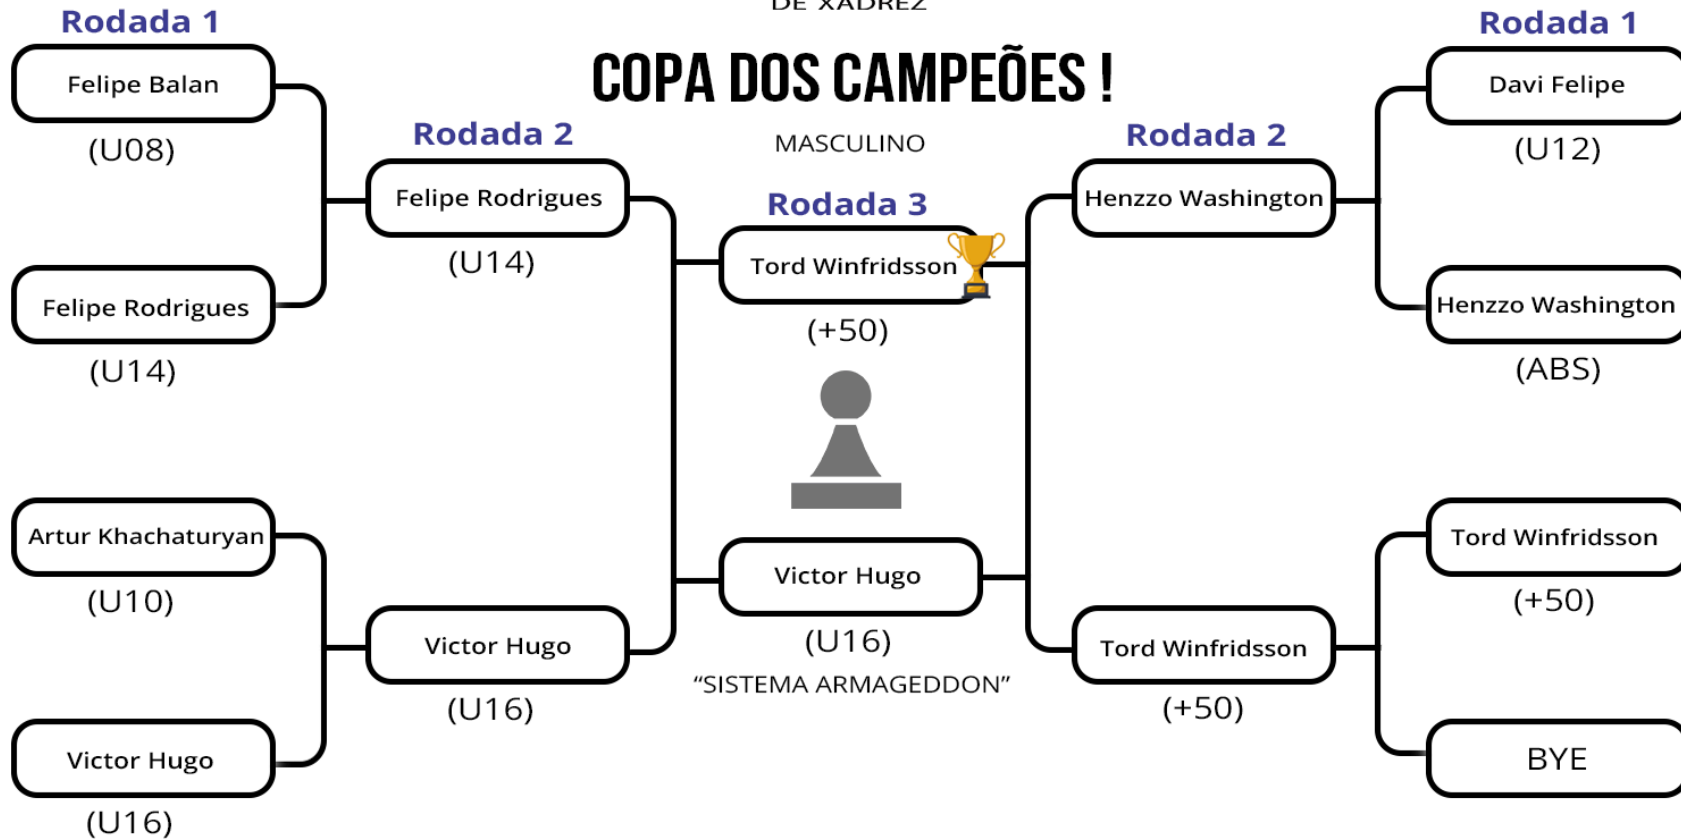 DE XADREZ
COPA DOS CAMPEÕES !
MASCULINO
Rodada 1
Felipe Balan
(U08)
Felipe Rodrigues
(U14)
Artur Khachaturyan
(U10)
Victor Hugo
(U16)
Rodada 2
Felipe Rodrigues
(U14)
Victor Hugo
(U16)
Rodada 3
Tord Winfridsson
(+50)
Victor Hugo
(U16)
“SISTEMA ARMAGEDDON”
Rodada 2
Henzzo Washington
Tord Winfridsson
(+50)
Rodada 1
Davi Felipe
(U12)
Henzzo Washington
(ABS)
Tord Winfridsson
(+50)
BYE